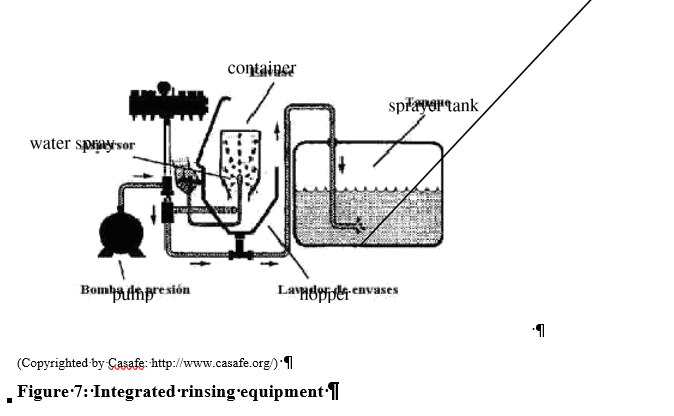 container
Envase
sprayer tank
Tanque
water spray
Bomba de presión
pump
Lavador de envases
hopper
¶
(Copyrighted·by·Casafe:·http://www.casafe.org/)·¶
Figure·7:·Integrated·rinsing·equipment·¶